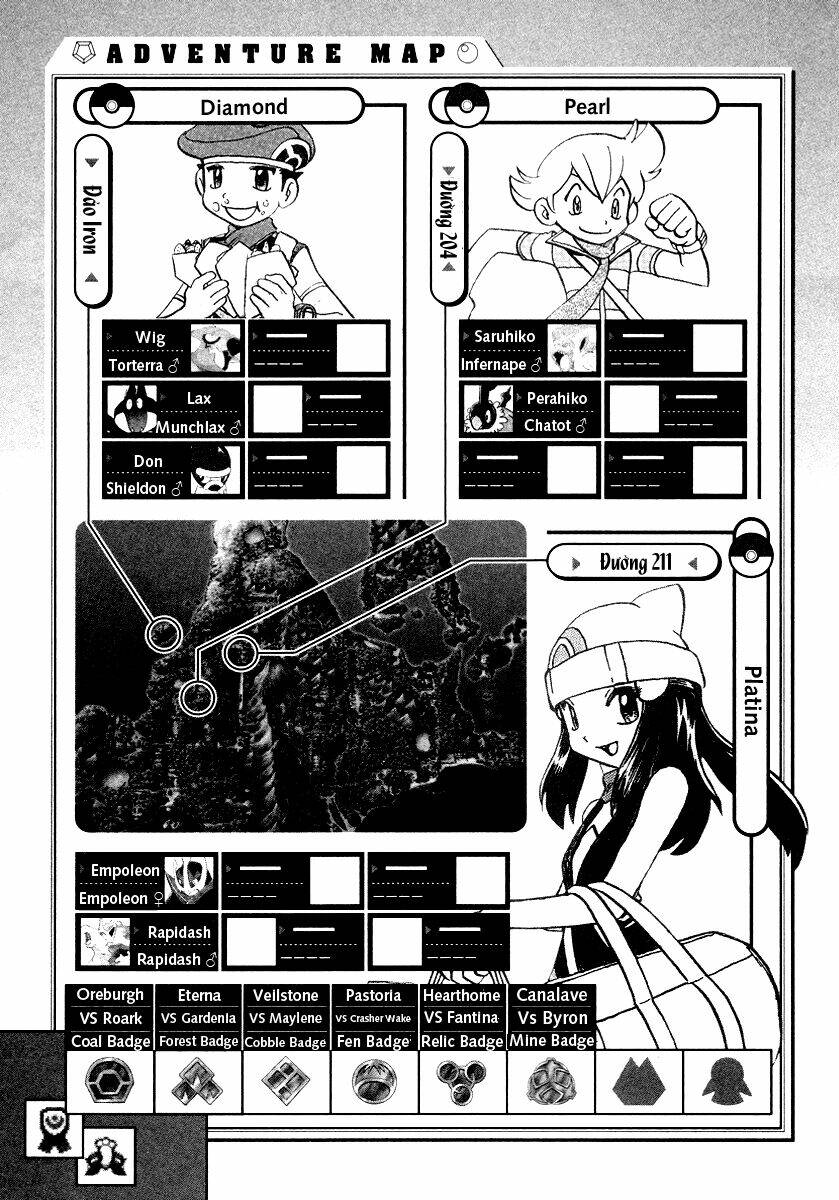 ADVENTURE MAP
Diamond
Đảo Iron
Wig
Torterra ♂
Lax
Munchlax ♂
Don
Shieldon ♂
Pearl
Đường 204
Saruhiko
Infernape ♂
Perahiko
Chatot ♂
Đường 211
Platina
Empoleon
Empoleon ♀
Rapidash
Rapidash ♂
Oreburgh
VS Roark
Coal Badge
Eterna
VS Gardenia
Forest Badge
Veilstone
VS Maylene
Cobble Badge
Pastoria
VS Crasher Wake
Fen Badge
Hearthome
VS Fantina
Relic Badge
Canalave
Vs Byron
Mine Badge